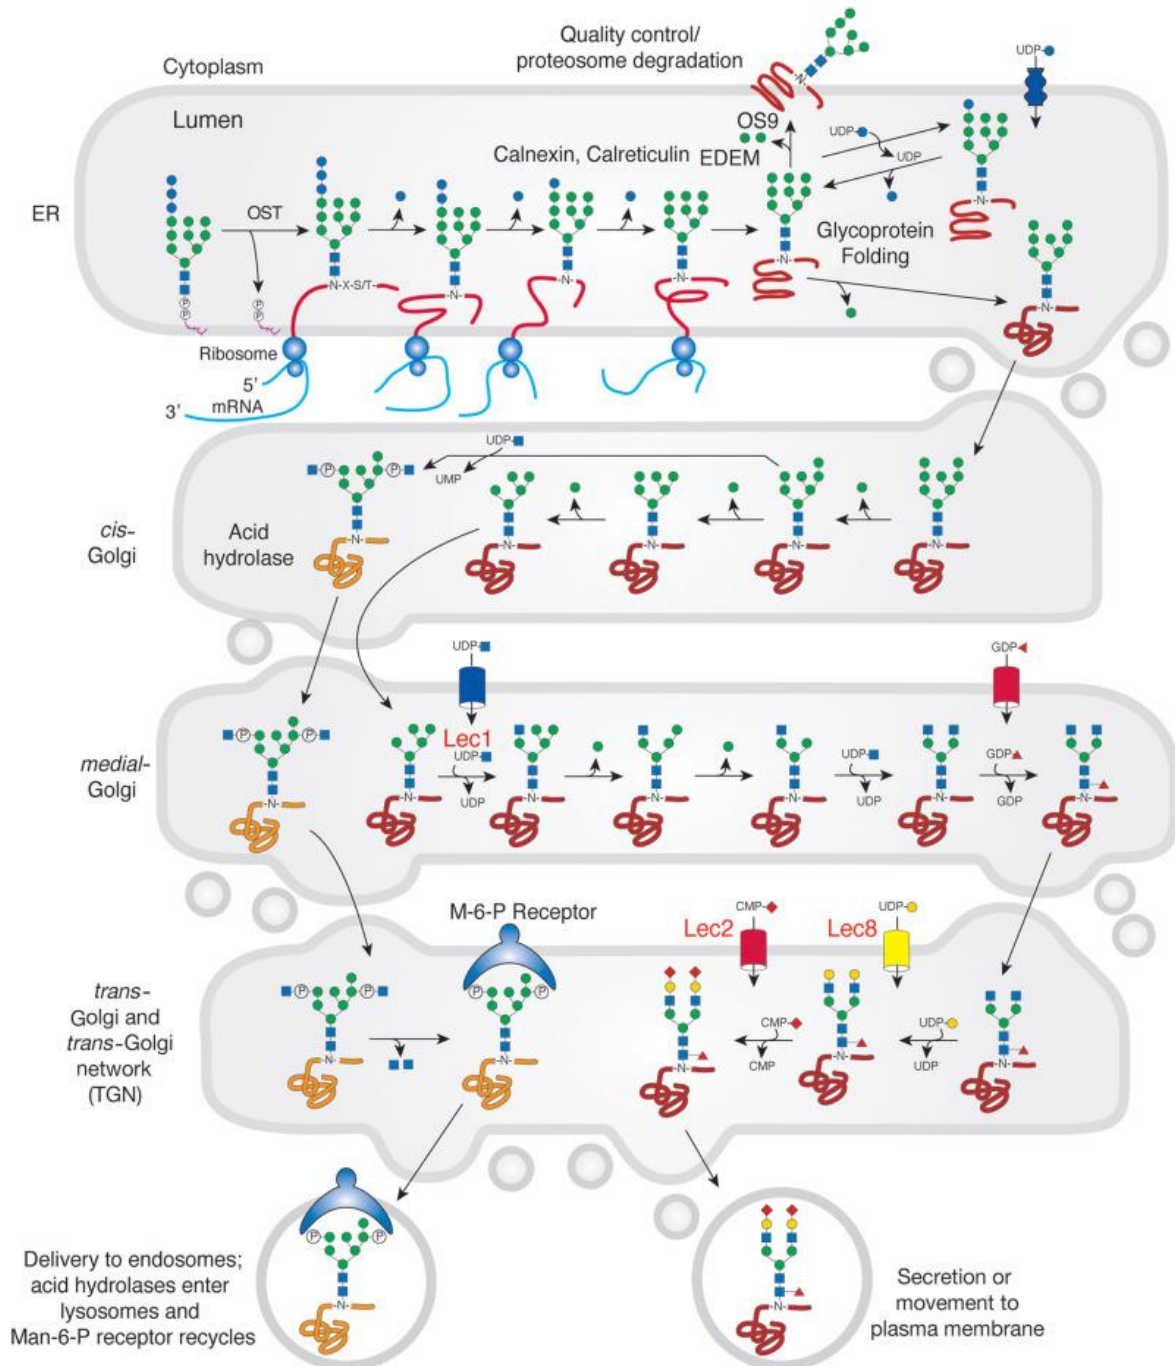 Quality control/
proteosome degradation
UDP-
Cytoplasm
Lumen
OS9
UDP-
UDP
Calnexin, Calreticulin
EDEM
ER
OST
-N-
Glycoprotein
Folding
N-X-S/T-
-N-
-N-
-N-
-N-
-N-
P
P
P
P
Ribosome
5'
3'
mRNA
UDP-
UMP
P
P
cis-
Golgi
Acid
hydrolase
-N-
-N-
-N-
-N-
-N-
UDP-
GDP-
P
P
Lec1
UDP-
UDP
UDP-
UDP
GDP
GDP
medial-
Golgi
-N-
-N-
-N-
-N-
-N-
-N-
-N-
M-6-P Receptor
CMP-
UDP-
Lec2
Lec8
P
P
P
P
trans-
Golgi and
trans-Golgi
network
(TGN)
CMP-
CMP
UDP-
UDP
-N-
-N-
-N-
N-
N-
P
P
Delivery to endosomes;
acid hydrolases enter
lysosomes and
Man-6-P receptor recycles
-N-
-N-
Secretion or
movement to
plasma membrane